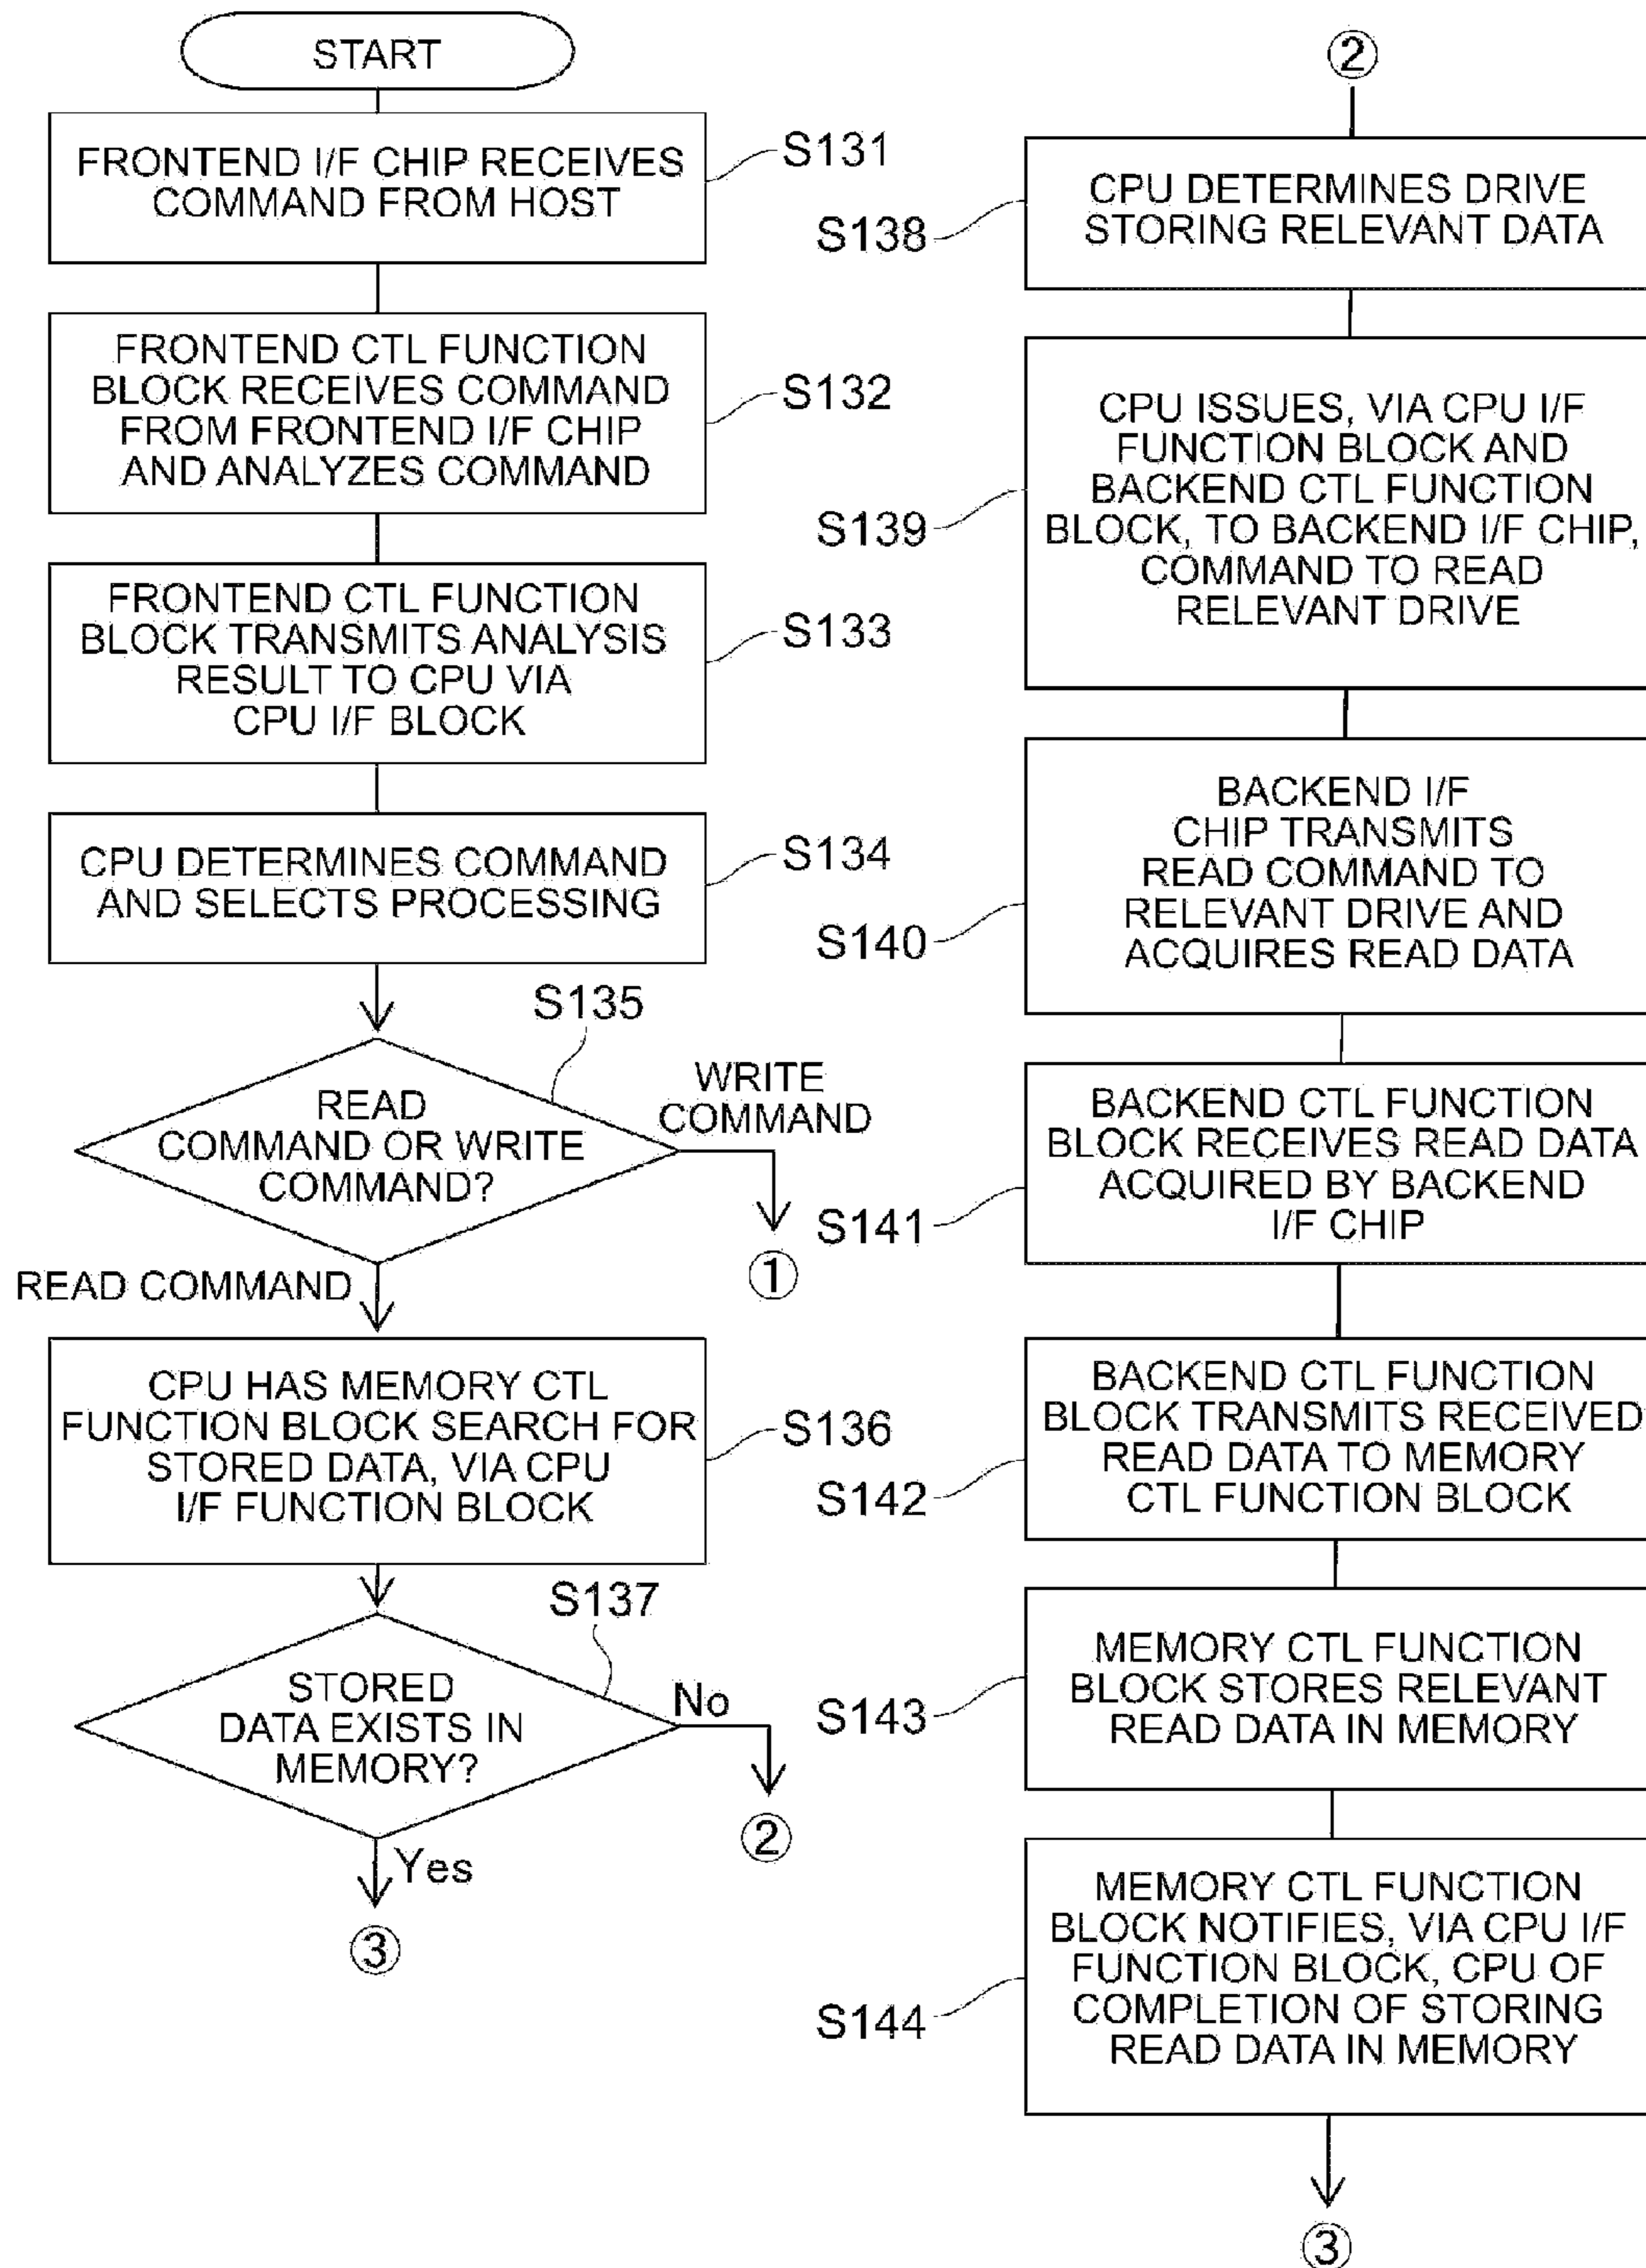 START
FRONTEND I/F CHIP RECEIVES
COMMAND FROM HOST
S131
FRONTEND CTL FUNCTION
BLOCK RECEIVES COMMAND
FROM FRONTEND I/F CHIP
AND ANALYZES COMMAND
S132
FRONTEND CTL FUNCTION
BLOCK TRANSMITS ANALYSIS
RESULT TO CPU VIA
CPU I/F BLOCK
S133
CPU DETERMINES COMMAND
AND SELECTS PROCESSING
S134
S135
READ
COMMAND OR WRITE
COMMAND?
WRITE
COMMAND
①
READ COMMAND
CPU HAS MEMORY CTL
FUNCTION BLOCK SEARCH FOR
STORED DATA, VIA CPU
I/F FUNCTION BLOCK
S136
S137
STORED
DATA EXISTS IN
MEMORY?
No
②
Yes
③
②
CPU DETERMINES DRIVE
STORING RELEVANT DATA
S138
CPU ISSUES, VIA CPU I/F
FUNCTION BLOCK AND
BACKEND CTL FUNCTION
BLOCK, TO BACKEND I/F CHIP,
COMMAND TO READ
RELEVANT DRIVE
S139
BACKEND I/F
CHIP TRANSMITS
READ COMMAND TO
RELEVANT DRIVE AND
ACQUIRES READ DATA
S140
BACKEND CTL FUNCTION
BLOCK RECEIVES READ DATA
ACQUIRED BY BACKEND
I/F CHIP
S141
BACKEND CTL FUNCTION
BLOCK TRANSMITS RECEIVED
READ DATA TO MEMORY
CTL FUNCTION BLOCK
S142
MEMORY CTL FUNCTION
BLOCK STORES RELEVANT
READ DATA IN MEMORY
S143
MEMORY CTL FUNCTION
BLOCK NOTIFIES, VIA CPU I/F
FUNCTION BLOCK, CPU OF
COMPLETION OF STORING
READ DATA IN MEMORY
S144
③